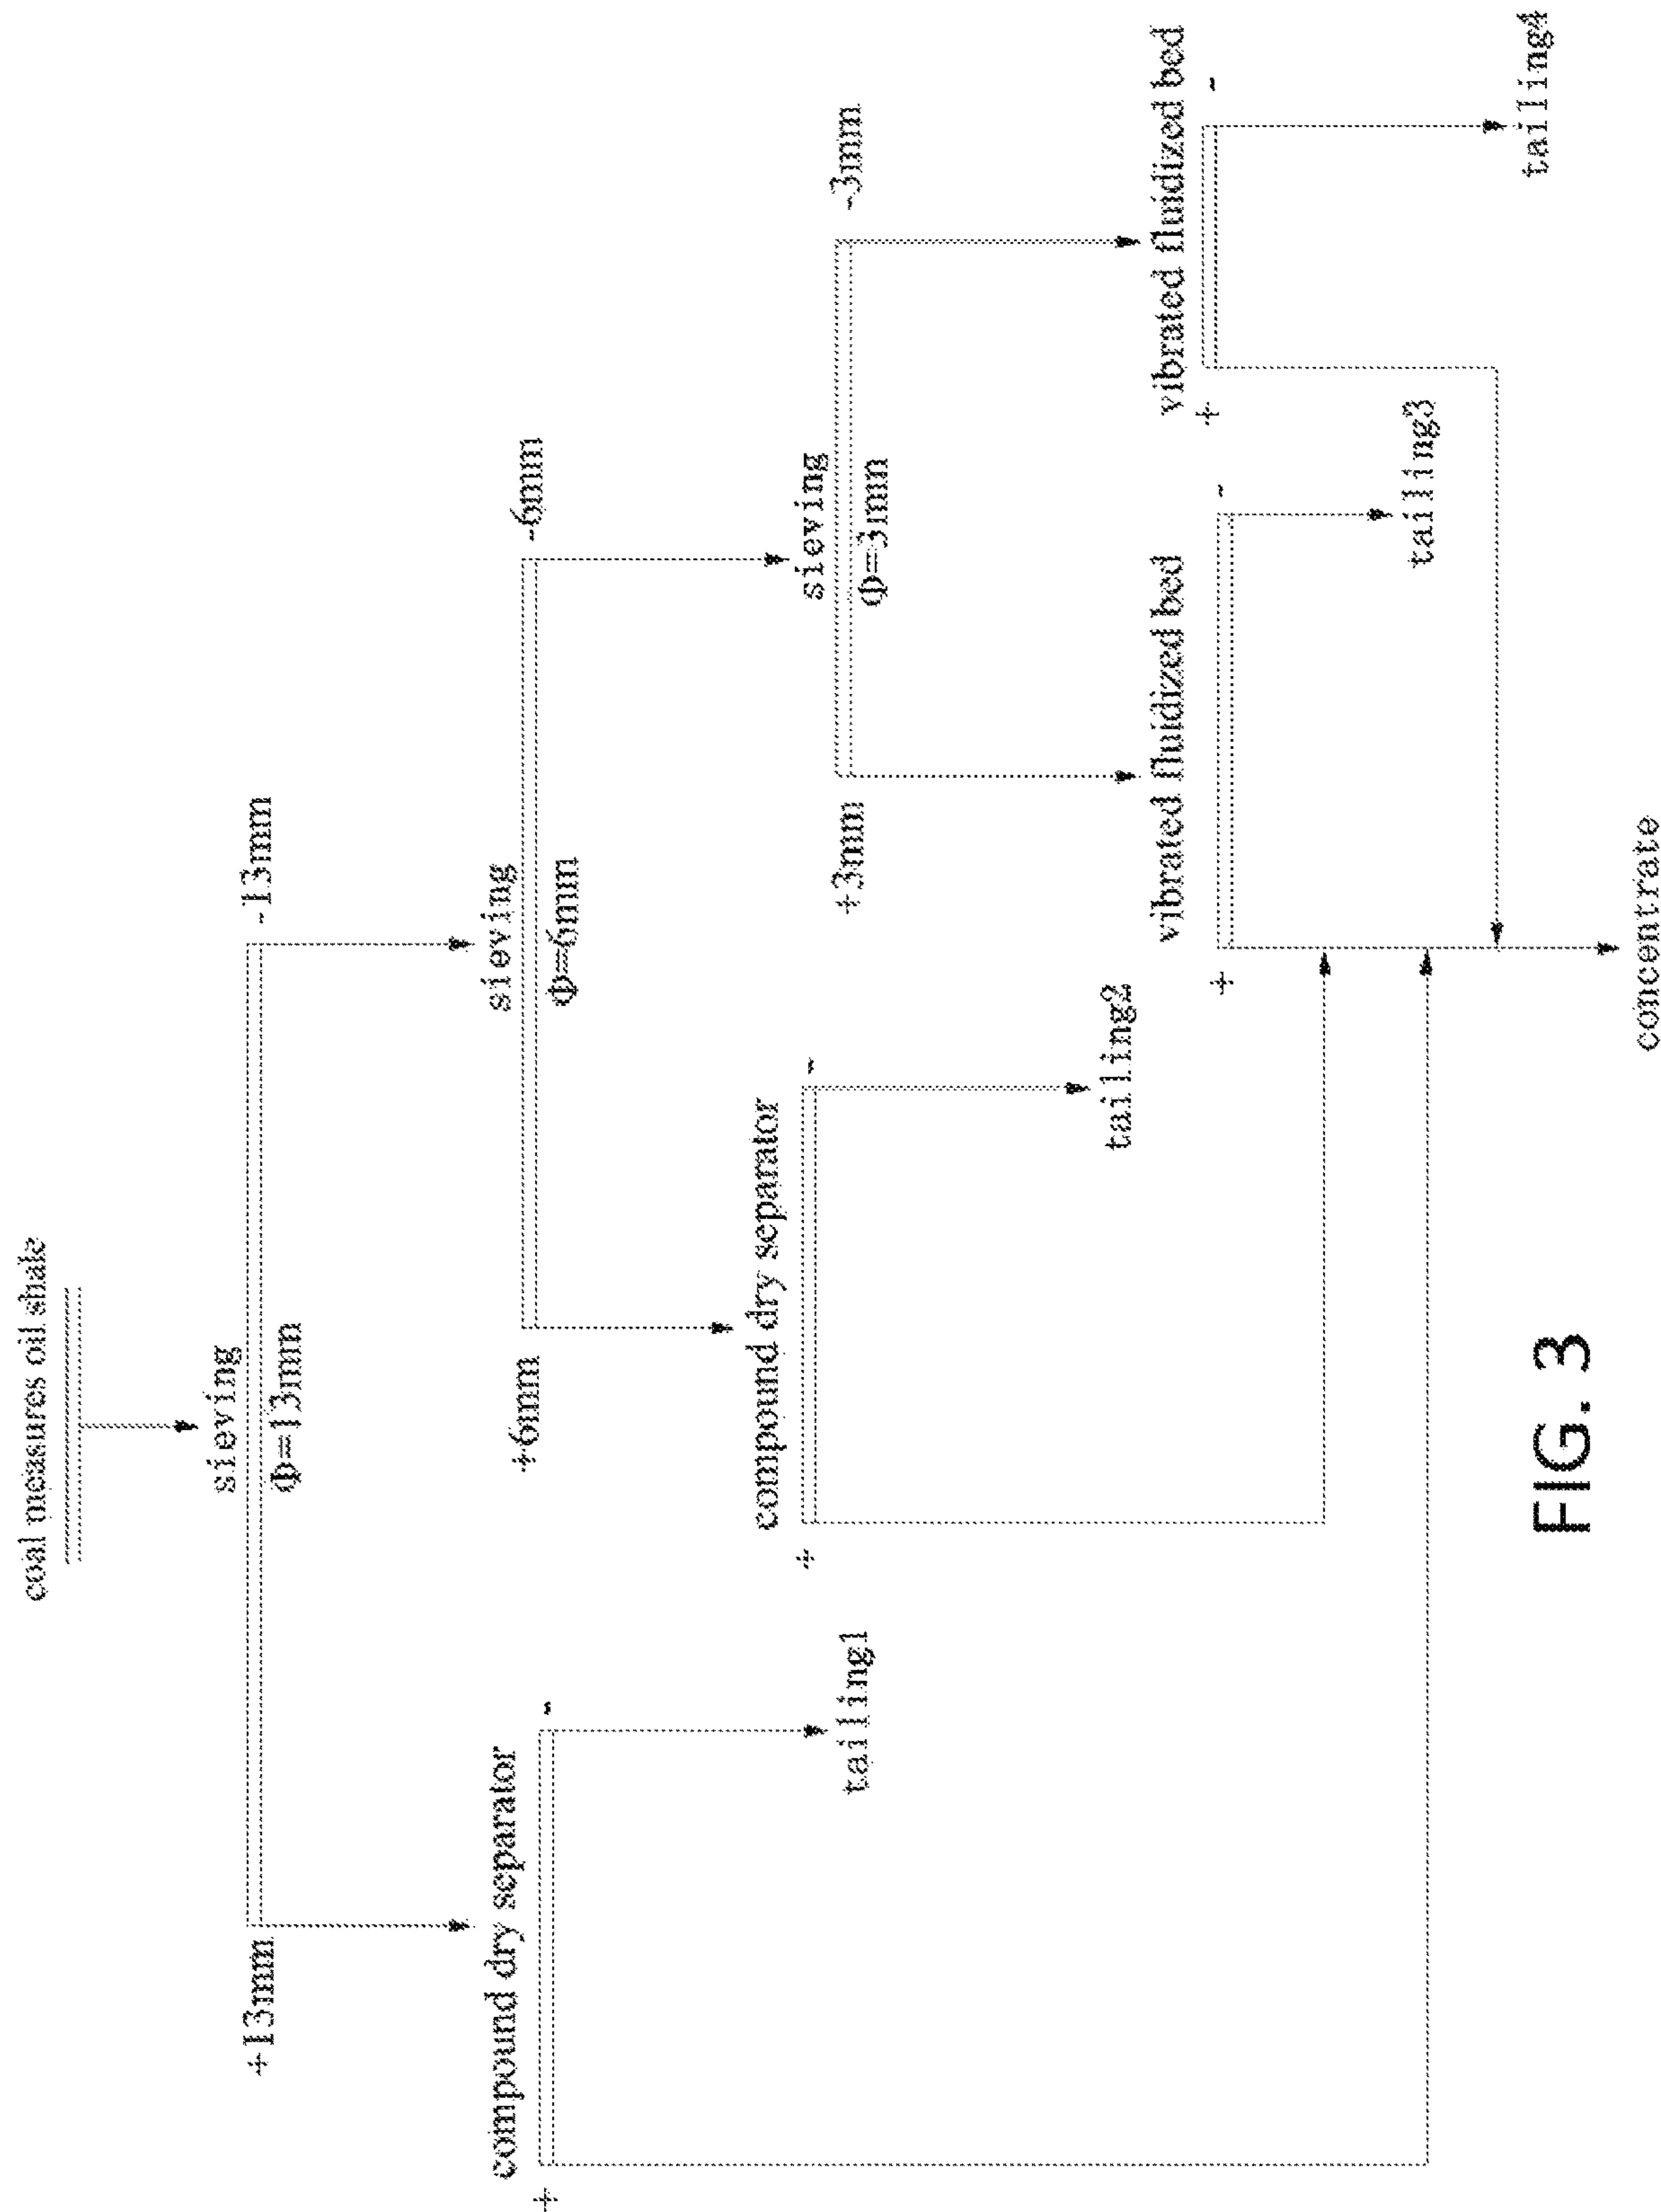 coal measures oil shale
sieving
Φ=13mm
+13mm
-13mm
compound dry separator
+
-
tailing1
sieving
Φ=6mm
+6mm
-6mm
compound dry separator
+
-
tailing2
sieving
Φ=3mm
+3mm
-3mm
vibrated fluidized bed
+
-
tailing3
vibrated fluidized bed
+
-
tailing4
concentrate
FIG. 3